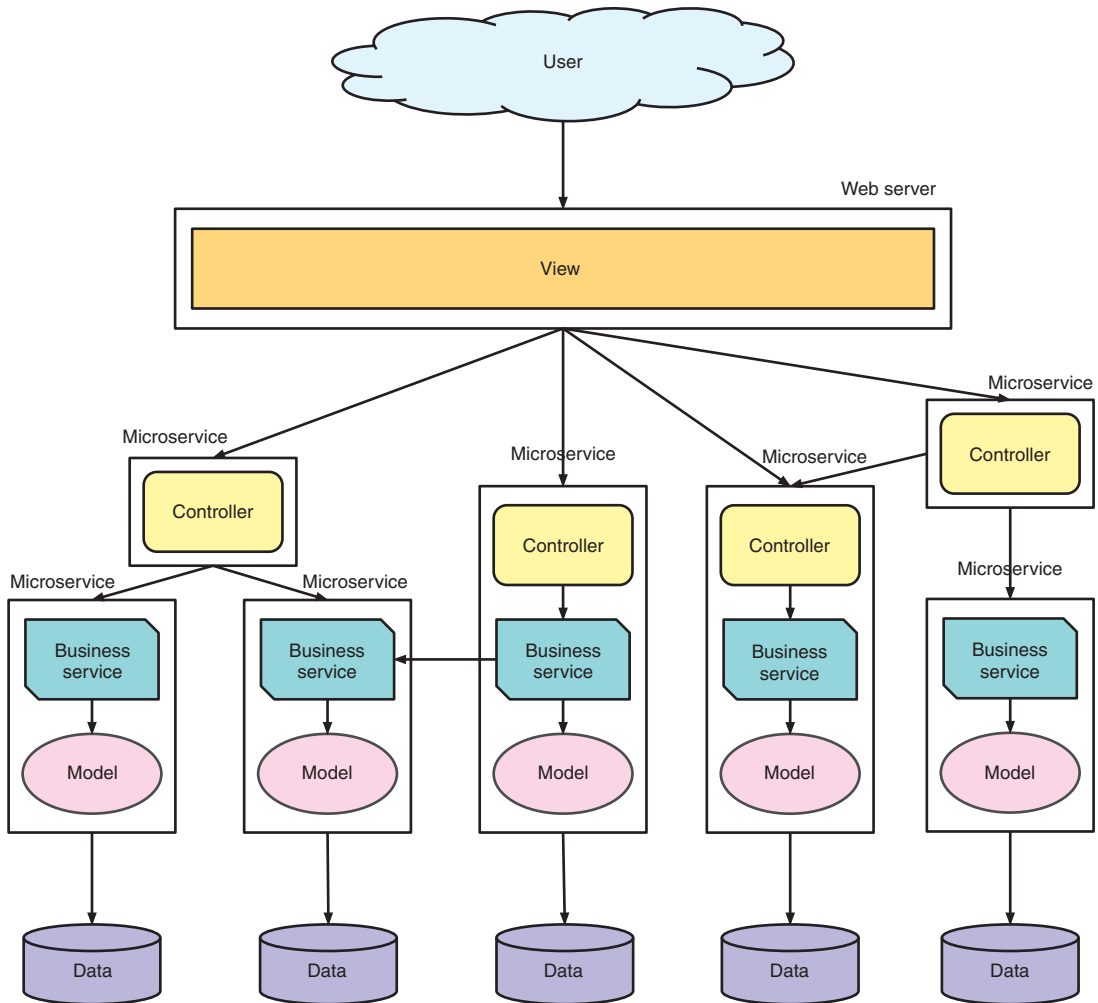 User
Web server
View
Microservice
Controller
Microservice
Controller
Microservice
Controller
Microservice
Controller
Microservice
Business
service
Model
Microservice
Business
service
Model
Business
service
Model
Business
service
Model
Microservice
Business
service
Model
Data
Data
Data
Data
Data